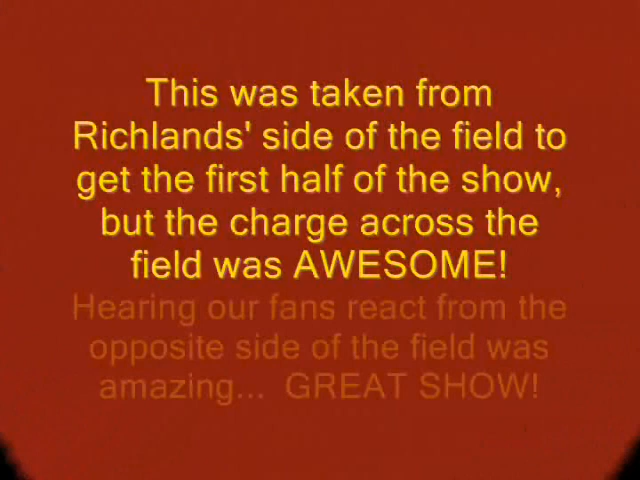 This was taken from
Richlands' side of the field to
get the first half of the show,
but the charge across the
field was AWESOME!
Hearing our fans react from the
opposite side of the field was
amazing...  GREAT SHOW!